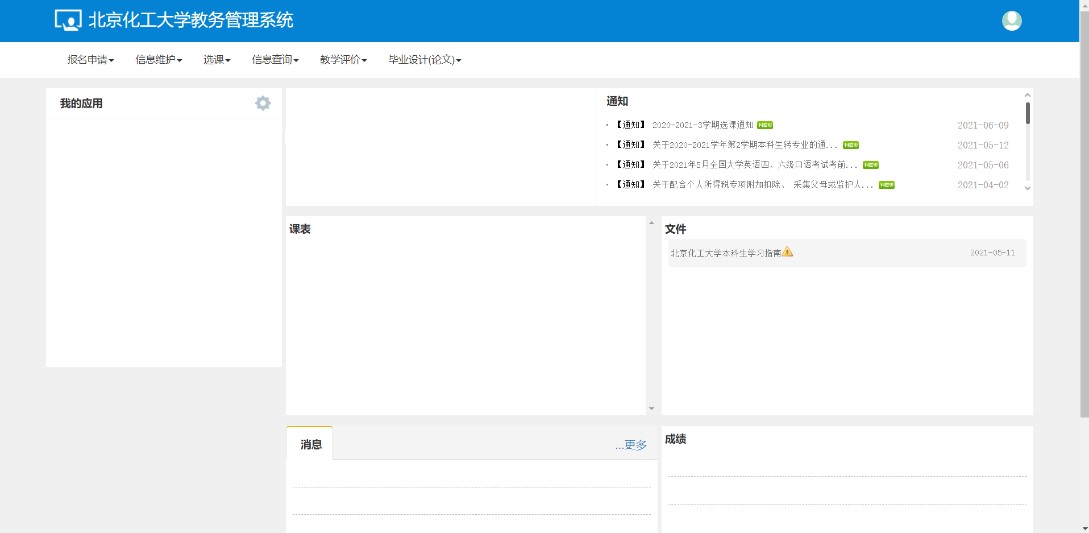 北京化工大学教务管理系统
报名申请 信息维护 选课 信息查询 教学评价 毕业设计(论文)
我的应用
通知
【通知】 2020-2021-3学期选课通知 NEW 2021-06-09
【通知】 关于2020-2021学年第2学期本科生转专业的通... NEW 2021-05-12
【通知】 关于2021年5月全国大学英语四、六级口语考试考前... NEW 2021-05-06
【通知】 关于配合个人所得税专项附加扣除、 采集父母或监护人... NEW 2021-04-02
课表
文件
北京化工大学本科生学习指南 2021-05-11
消息 ...更多
成绩